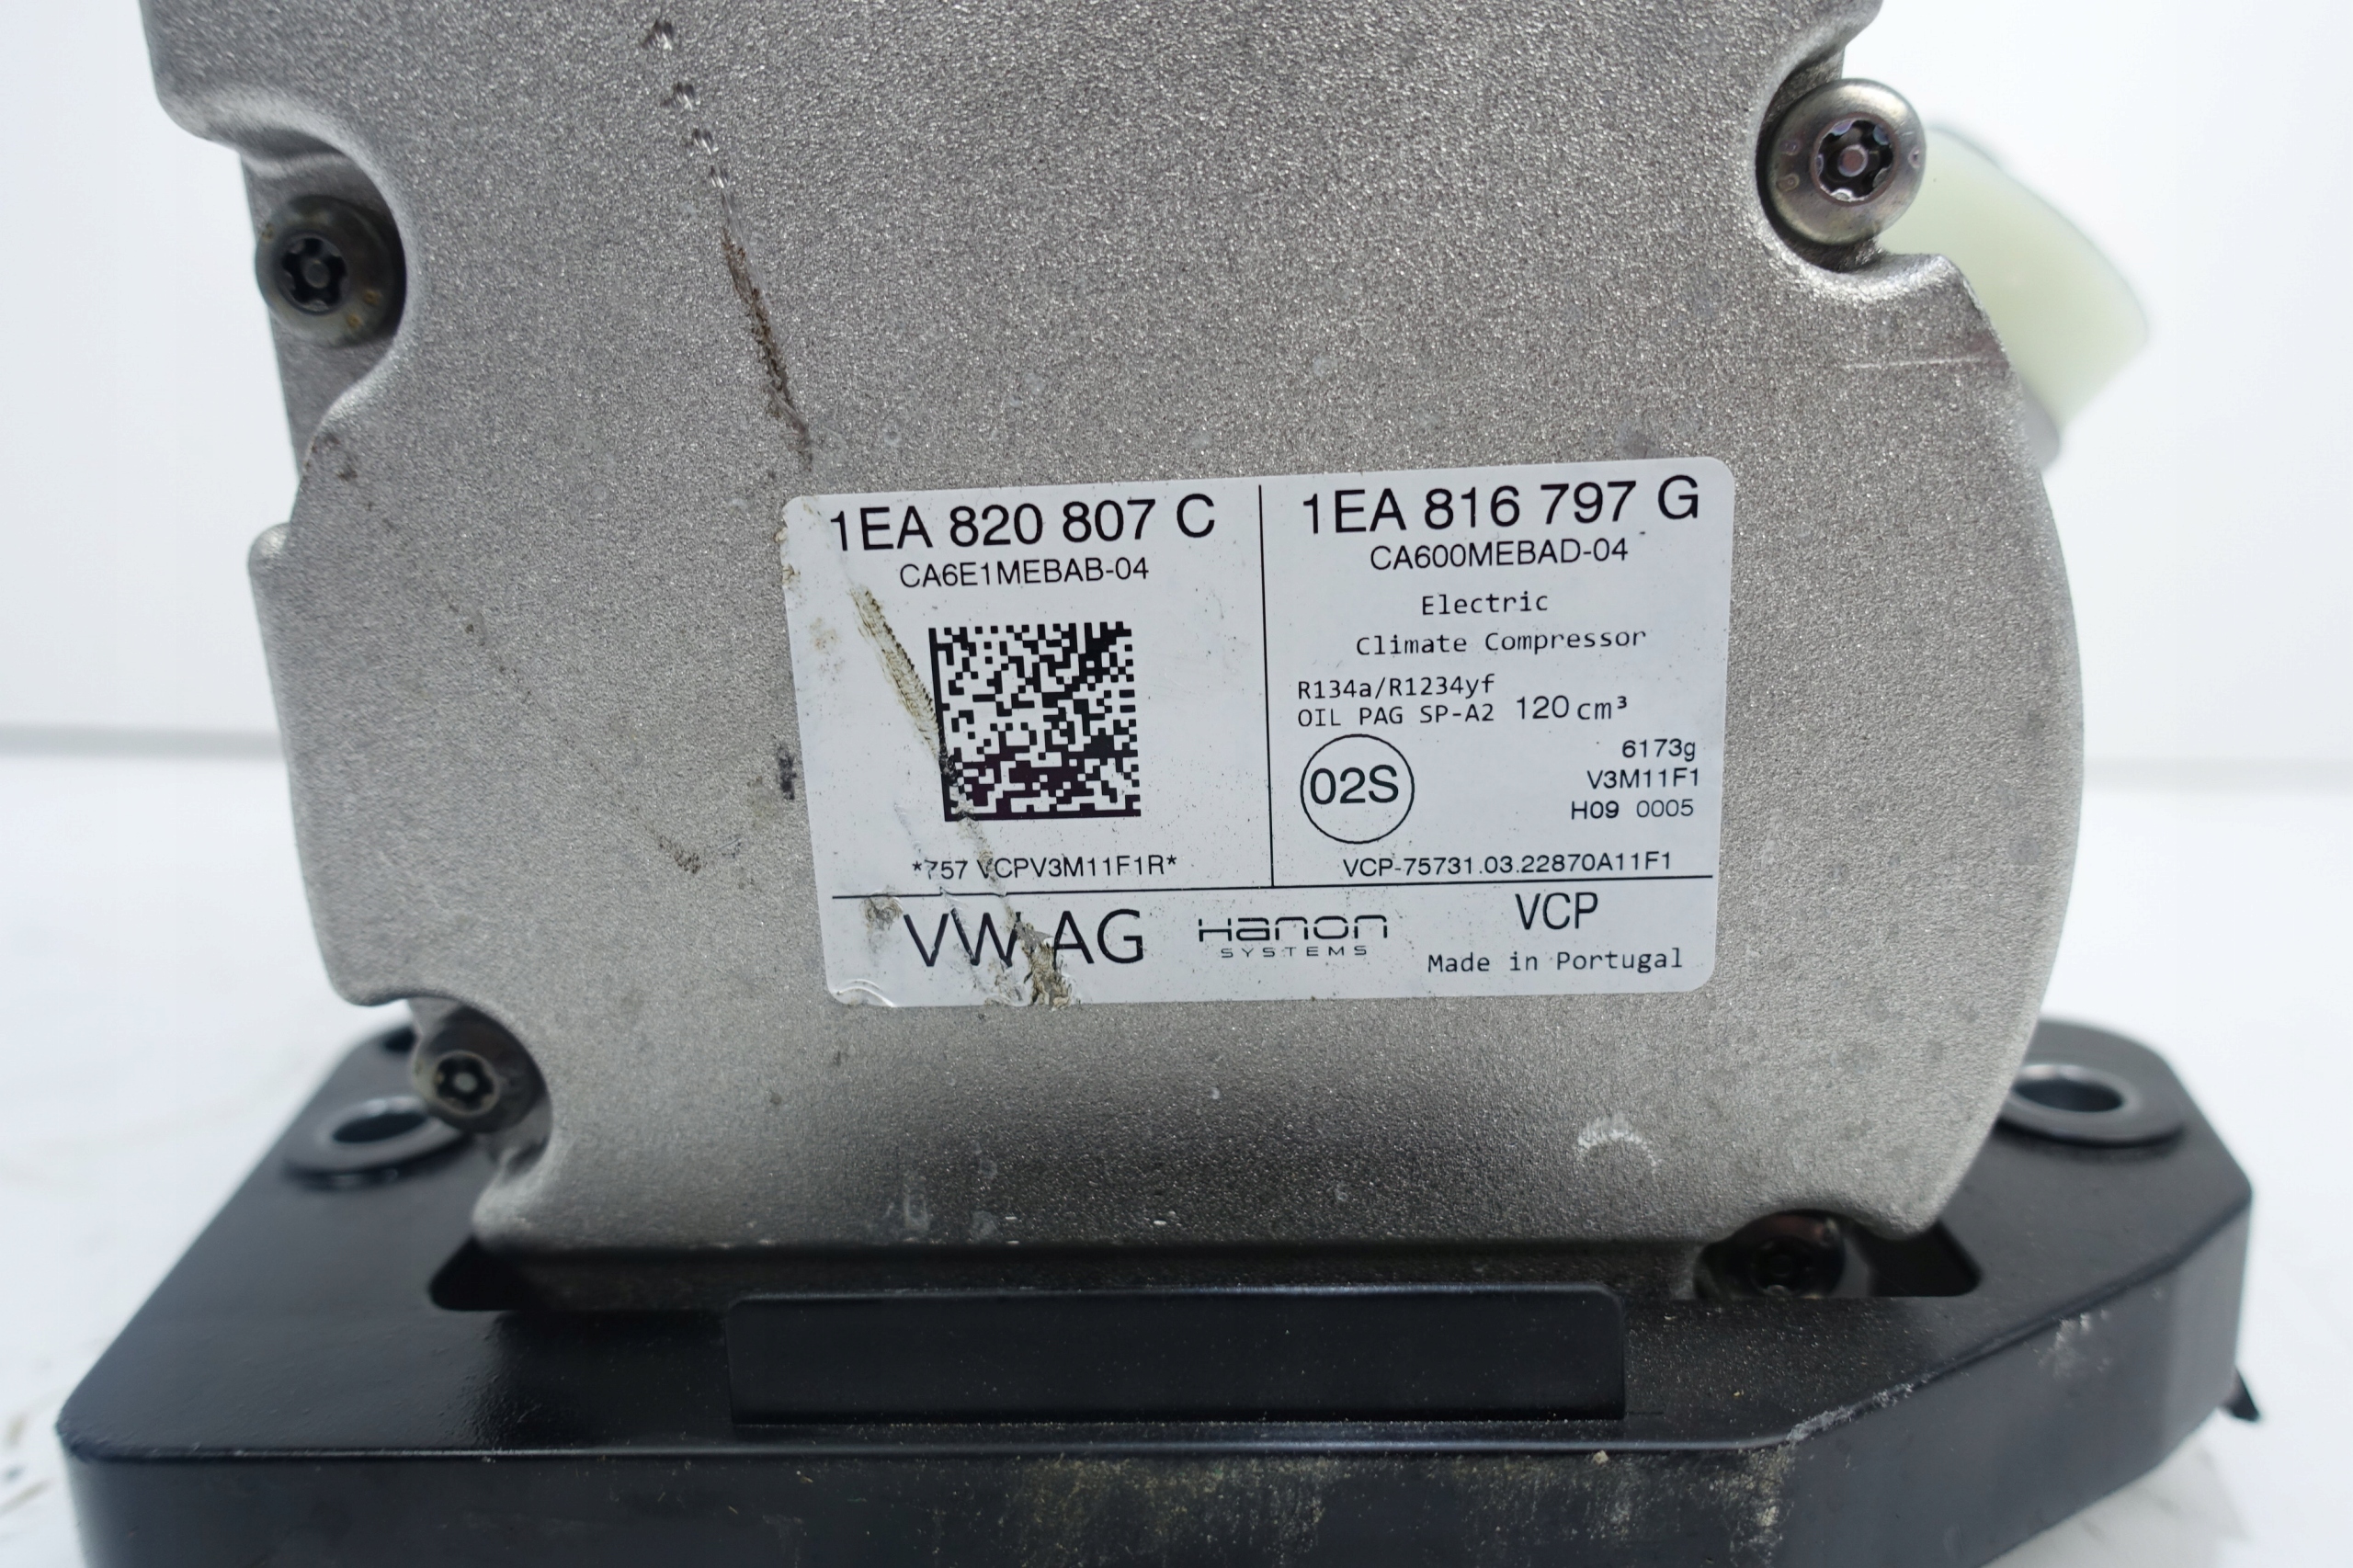 1EA 820 807 C
CA6E1MEBAB-04
*757 VCPV3M11F1R*
1EA 816 797 G
CA600MEBAD-04
Electric
Climate Compressor
R134a/R1234yf
OIL PAG SP-A2 120 cm³
02S
6173g
V3M11F1
H09 0005
VCP-75731.03.22870A11F1
VW AG
Hanon
SYSTEMS
VCP
Made in Portugal